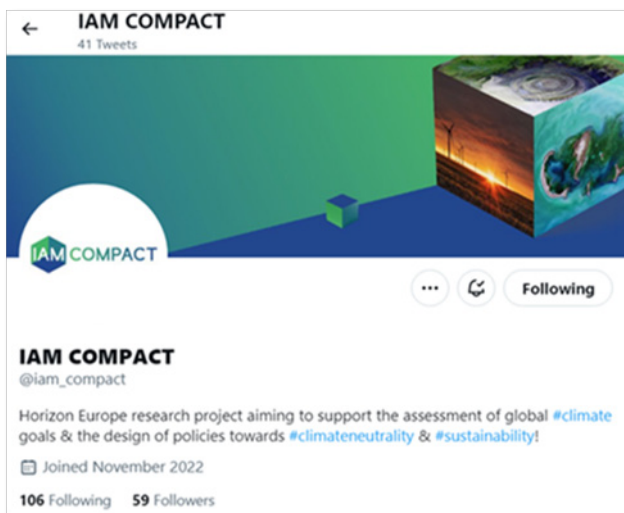 IAM COMPACT
41 Tweets
IAM COMPACT
Following
IAM COMPACT
@iam_compact
Horizon Europe research project aiming to support the assessment of global #climate
goals & the design of policies towards #climateneutrality & #sustainability!
Joined November 2022
106 Following 59 Followers